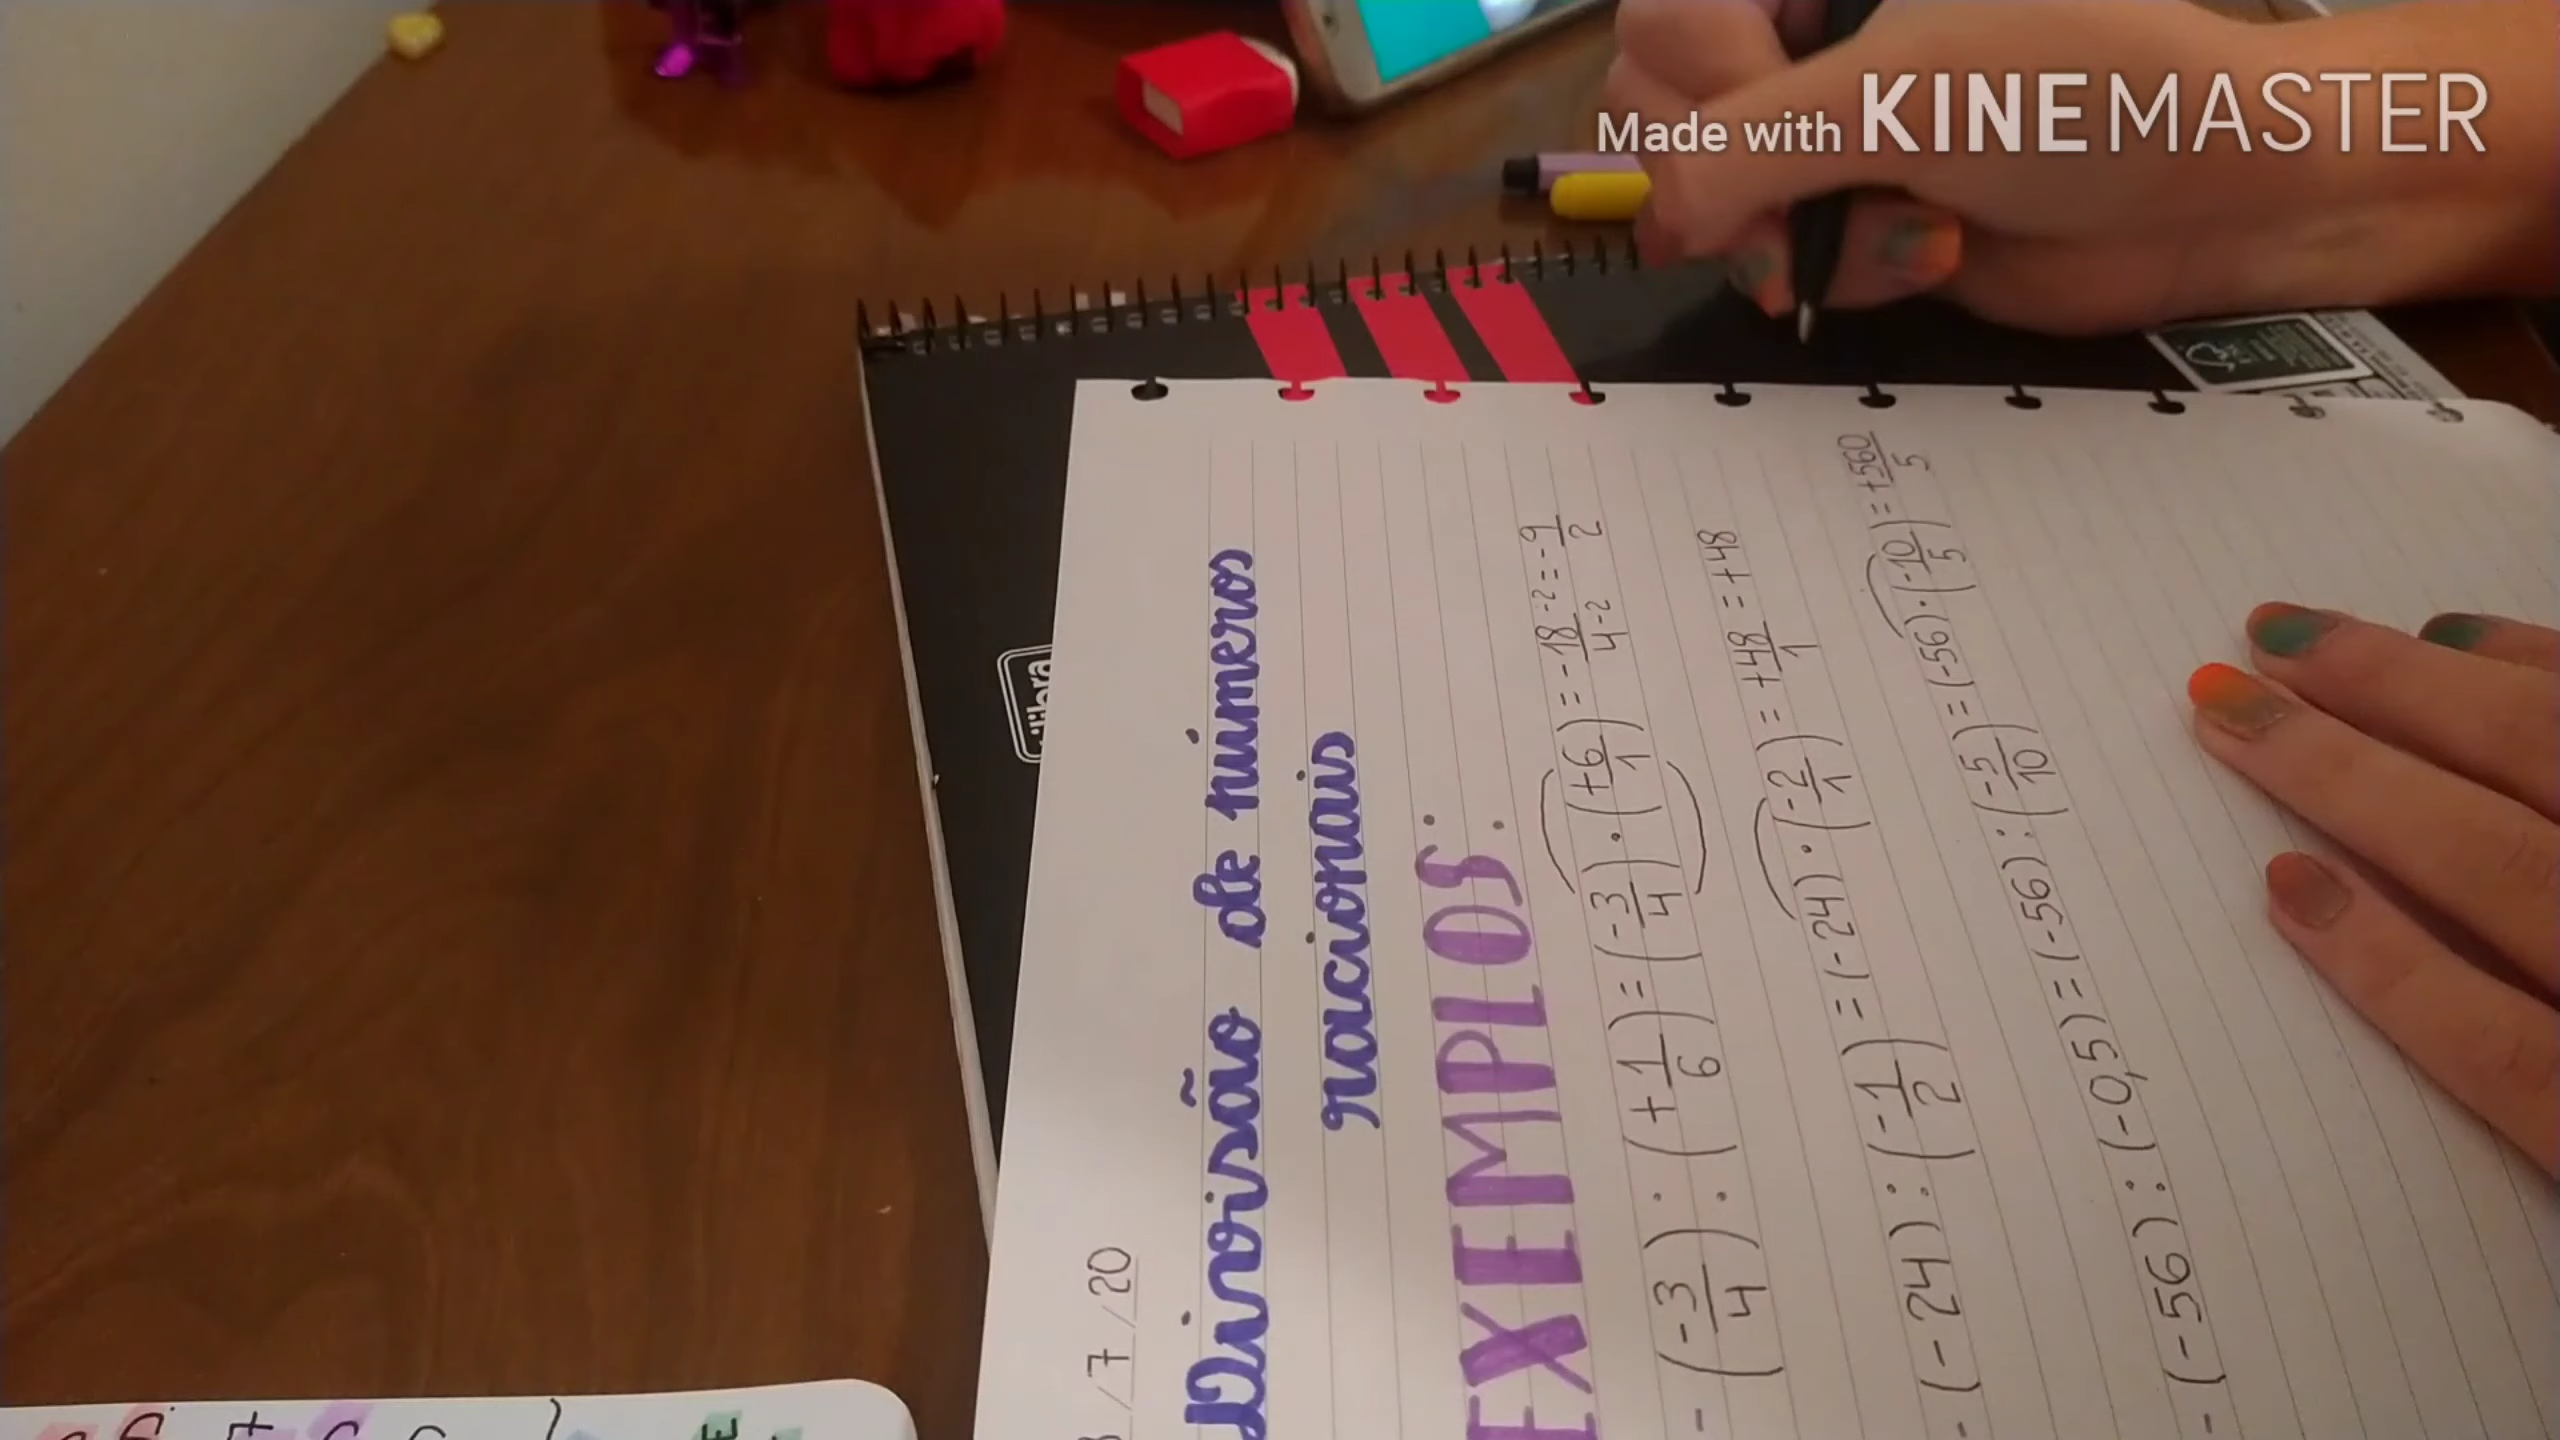 Made with KINEMASTER
/7/20
Divisão de números
racionais
EXEMPLOS:
- (-3/4) : (+1/6) = (-3/4) · (+6/1) = -18/4 :2 :2 = -9/2
- (-24) : (-1/2) = (-24) · (-2/1) = +48/1 = +48
- (-56) : (-0,5) = (-56) : (-5/10) = (-56) · (-10/5) = +560/5